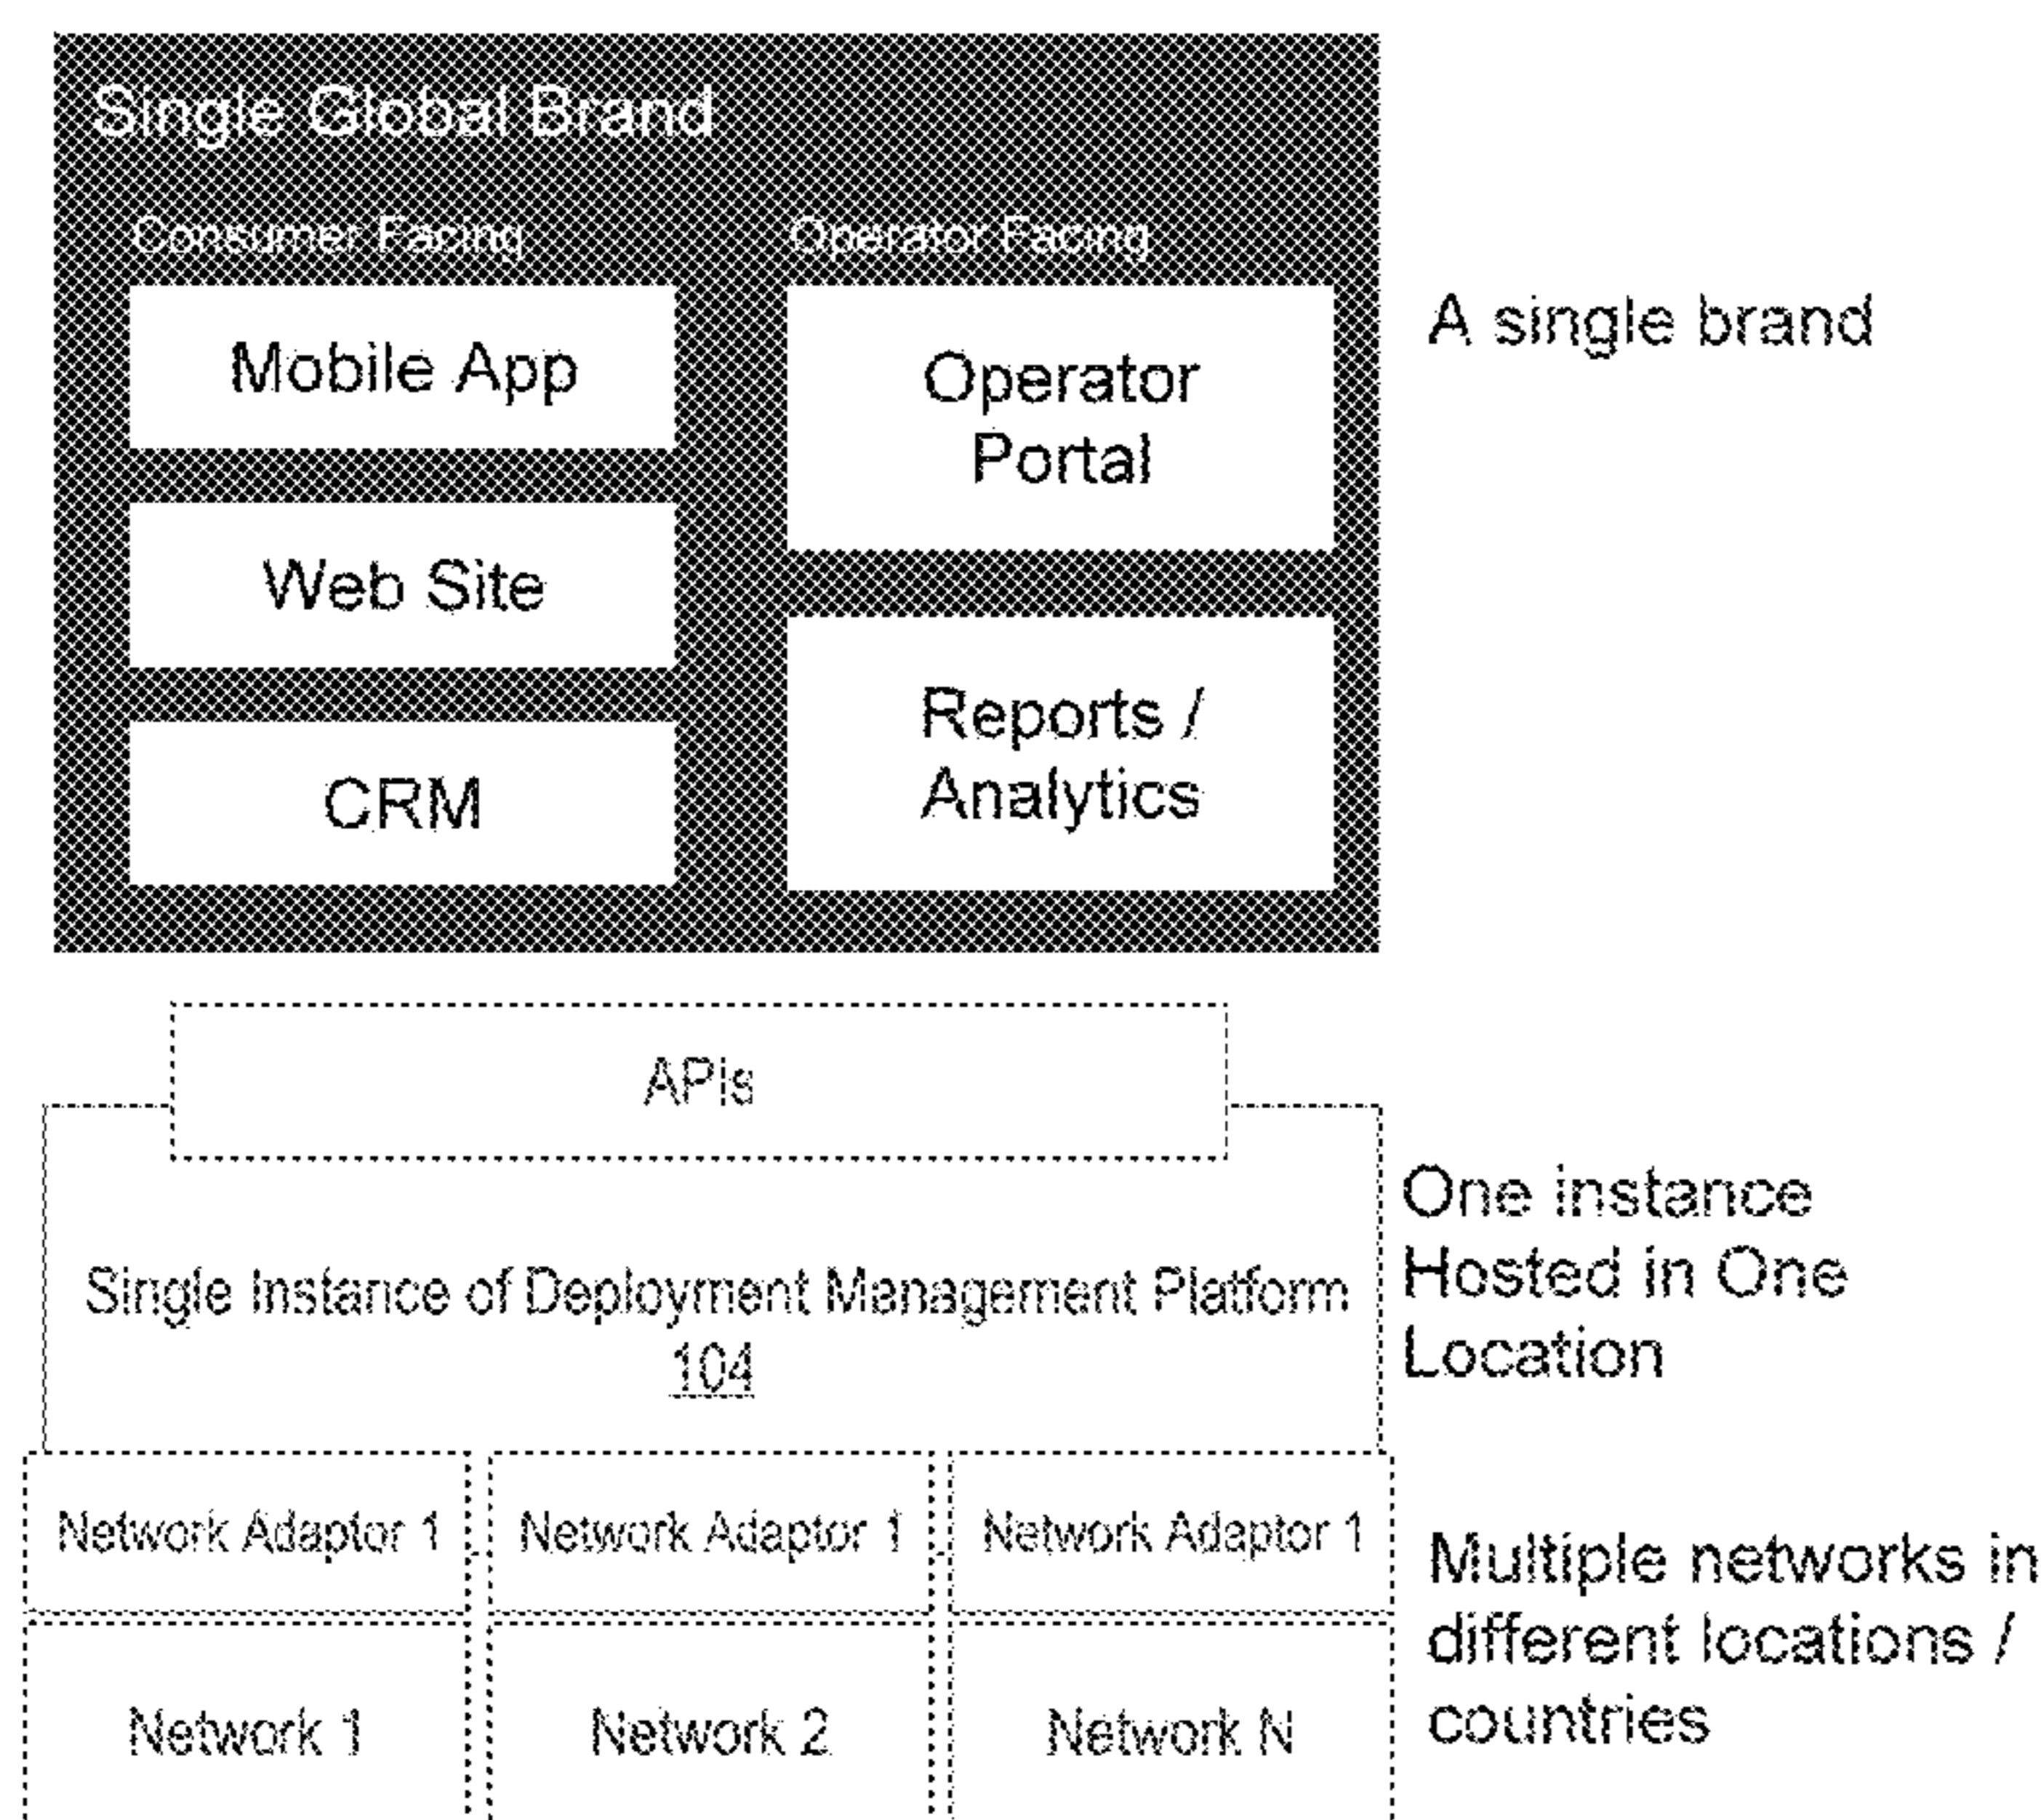 Single Global Brand
Consumer Facing
Operator Facing
Mobile App
Web Site
CRM
Operator
Portal
Reports /
Analytics
A single brand
APIs
Single Instance of Deployment Management Platform
104
One instance
Hosted in One
Location
Network Adaptor 1
Network Adaptor 1
Network Adaptor 1
Network 1
Network 2
Network N
Multiple networks in
different locations /
countries